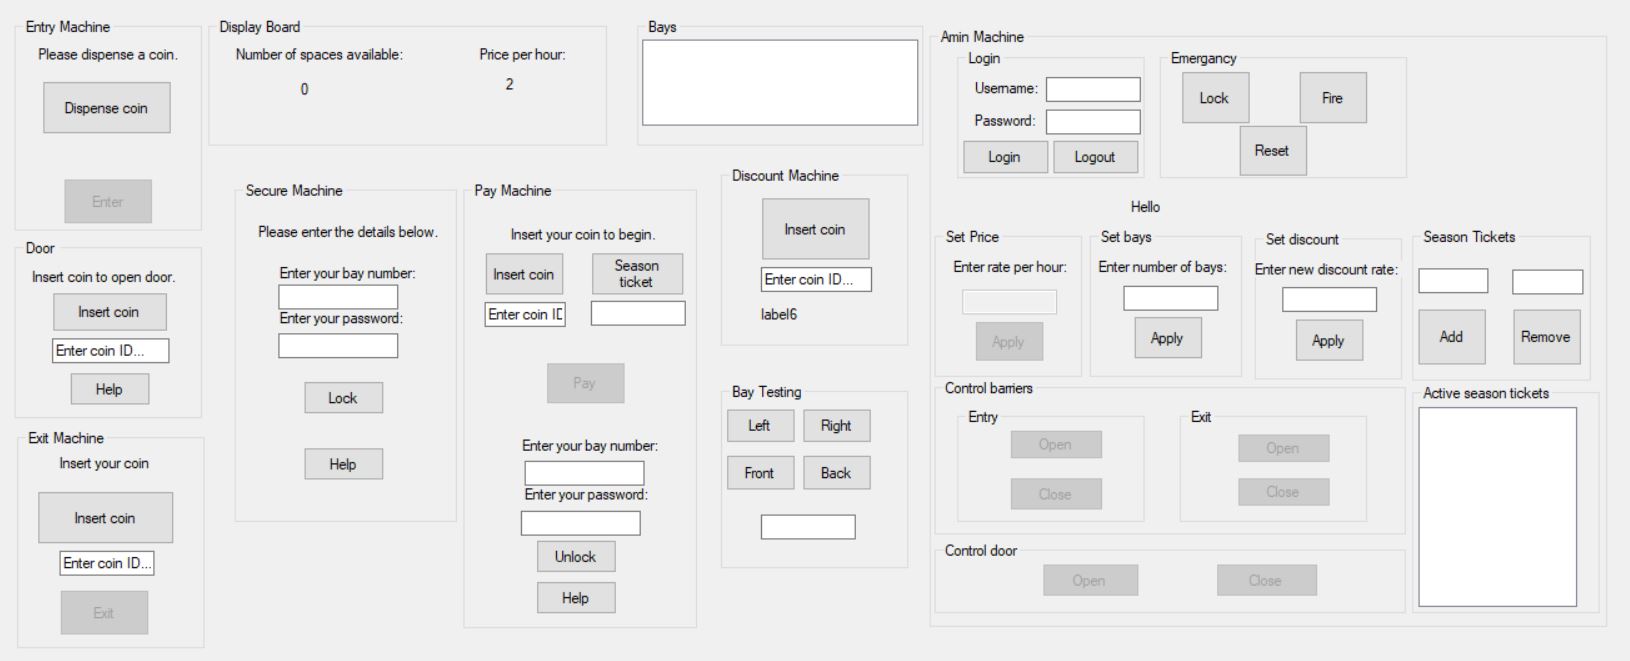 Entry Machine
Please dispense a coin.
Dispense coin
Enter
Door
Insert coin to open door.
Insert coin
Enter coin ID...
Help
Exit Machine
Insert your coin
Insert coin
Enter coin ID...
Exit
Display Board
Number of spaces available:
0
Price per hour:
2
Secure Machine
Please enter the details below.
Enter your bay number:
Enter your password:
Lock
Help
Pay Machine
Insert your coin to begin.
Insert coin
Season
ticket
Enter coin ID
Pay
Enter your bay number:
Enter your password:
Unlock
Help
Bays
Discount Machine
Insert coin
Enter coin ID...
label6
Bay Testing
Left
Right
Front
Back
Amin Machine
Login
Username:
Password:
Login
Logout
Emergancy
Lock
Fire
Reset
Hello
Set Price
Enter rate per hour:
Apply
Set bays
Enter number of bays:
Apply
Set discount
Enter new discount rate:
Apply
Season Tickets
Add
Remove
Control barriers
Entry
Open
Close
Exit
Open
Close
Control door
Open
Close
Active season tickets